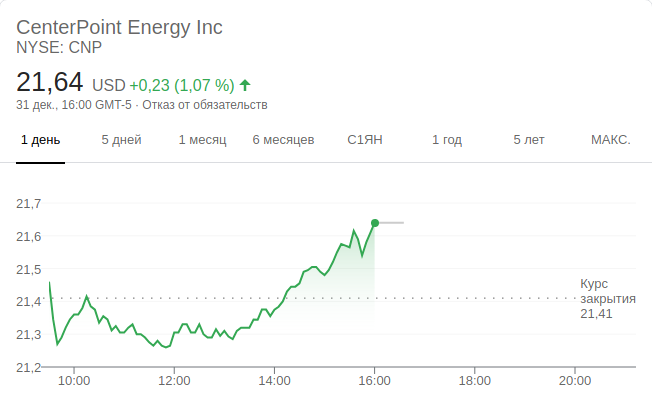 CenterPoint Energy Inc
NYSE: CNP
21,64 USD +0,23 (1,07 %)
31 дек., 16:00 GMT-5 · Отказ от обязательств
1 день 5 дней 1 месяц 6 месяцев С1ЯН 1 год 5 лет МАКС.
21,7
21,6
21,5
21,4
21,3
21,2
Курс
закрытия
21,41
10:00 12:00 14:00 16:00 18:00 20:00